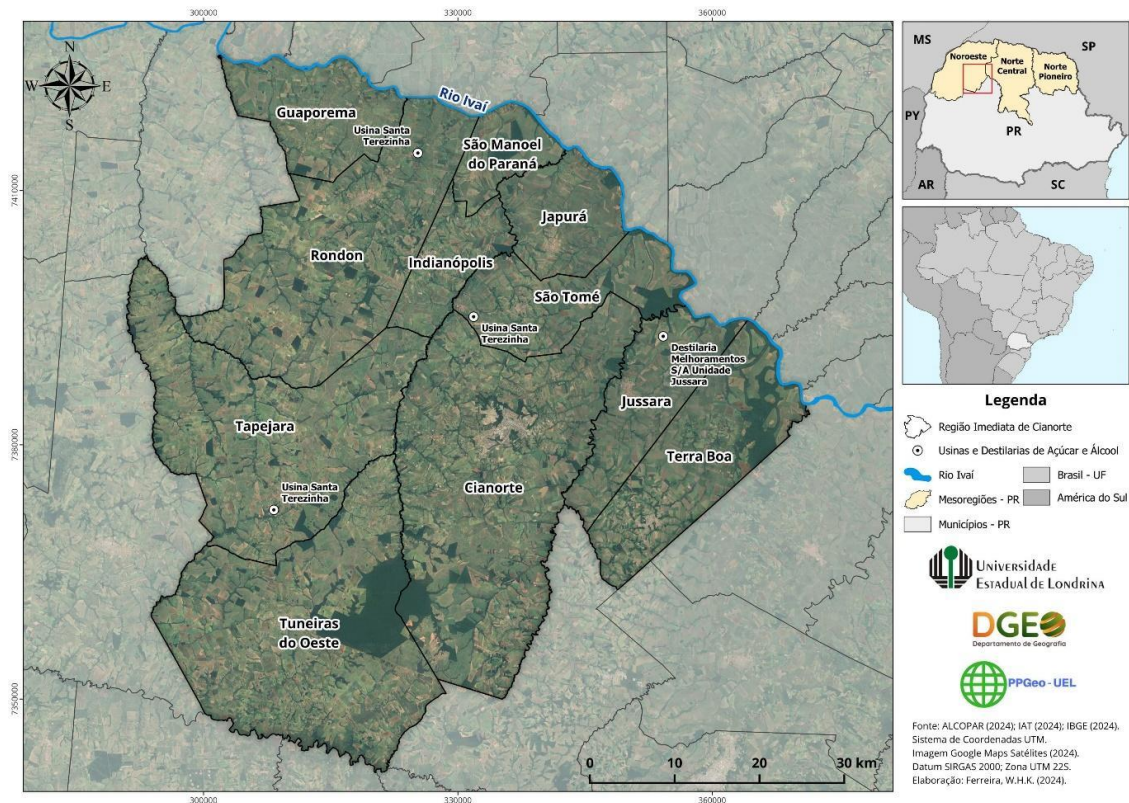 300000
330000
360000
7410000
7380000
7350000
300000
330000
360000
N
W
E
S
Rio Ivaí
Guaporema
Usina Santa
Terezinha
São Manoel
do Paraná
Japurá
Rondon
Indianópolis
São Tomé
Usina Santa
Terezinha
Destilaria
Melhoramentos
S/A Unidade
Jussara
Jussara
Tapejara
Terra Boa
Cianorte
Usina Santa
Terezinha
Tuneiras
do Oeste
0
10
20
30 km
MS
SP
Noroeste
Norte
Central
Norte
Pioneiro
PY
PR
AR
SC
Legenda
Região Imediata de Cianorte
Usinas e Destilarias de Açúcar e Álcool
Rio Ivaí
Brasil - UF
Mesoregiões - PR
América do Sul
Municípios - PR
UNIVERSIDADE
ESTADUAL DE LONDRINA
DGEO
Departamento de Geografia
PPGeo - UEL
Fonte: ALCOPAR (2024); IAT (2024); IBGE (2024).
Sistema de Coordenadas UTM.
Imagem Google Maps Satélites (2024).
Datum SIRGAS 2000; Zona UTM 22S.
Elaboração: Ferreira, W.H.K. (2024).